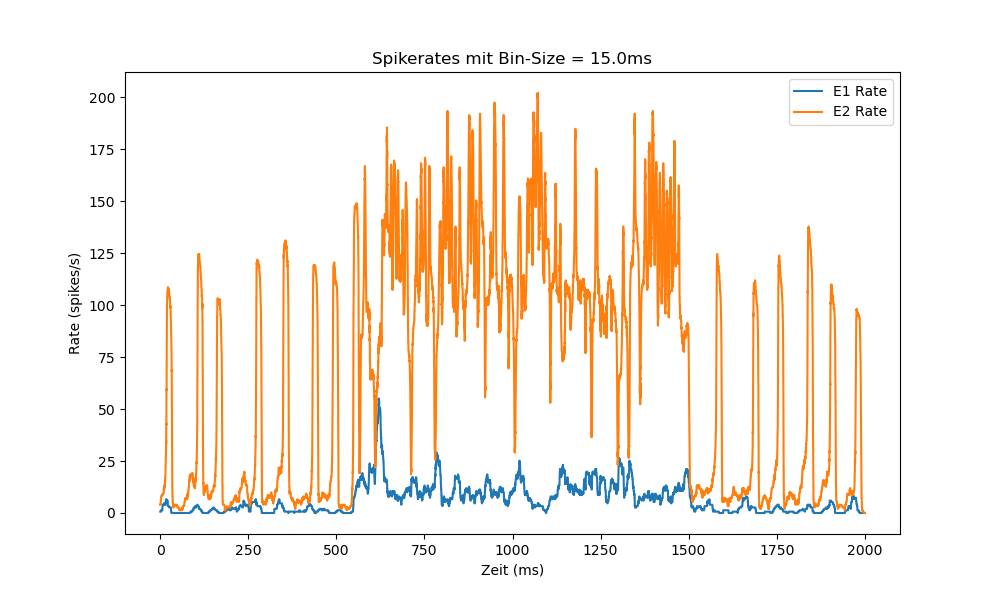 Spikerates mit Bin-Size = 15.0ms
E1 Rate
E2 Rate
200
175
150
125
100
75
50
25
0
Rate (spikes/s)
0 250 500 750 1000 1250 1500 1750 2000
Zeit (ms)